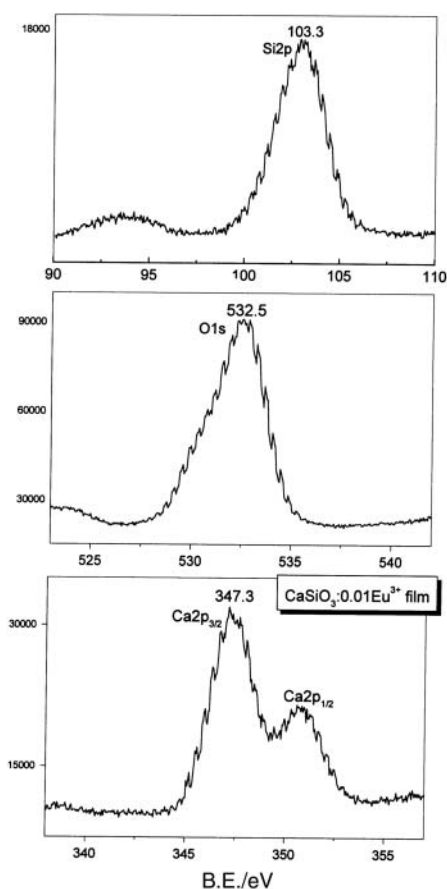 18000
103.3
Si2p
90 95 100 105 110
90000
532.5
O1s
60000
30000
525 530 535 540
347.3
CaSiO₃:0.01Eu³⁺ film
Ca2p₃/₂
30000
Ca2p₁/₂
15000
340 345 350 355
B.E./eV